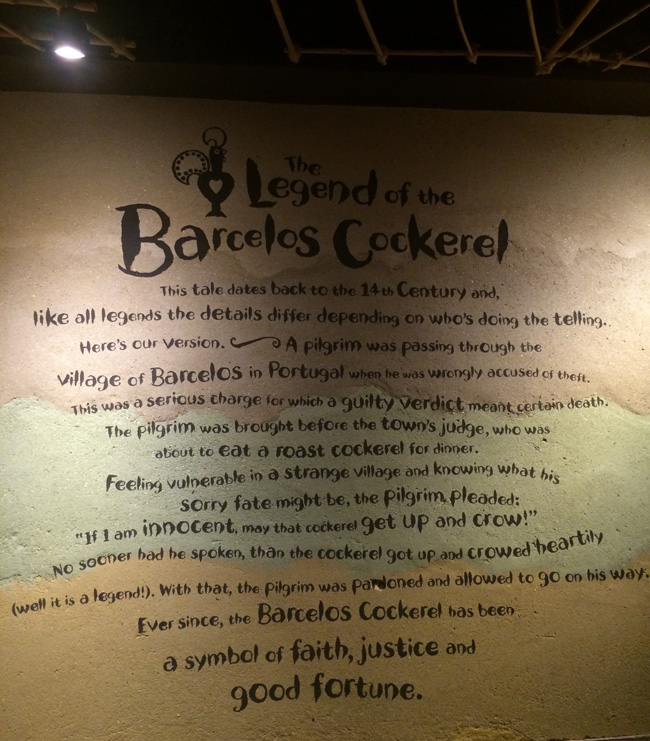 The
Legend of the
Barcelos Cockerel
This tale dates back to the 14th Century and,
like all legends the details differ depending on who's doing the telling.
Here's our version. A pilgrim was passing through the
village of Barcelos in Portugal when he was wrongly accused of theft.
This was a serious charge for which a guilty verdict meant certain death.
The pilgrim was brought before the town's judge, who was
about to eat a roast cockerel for dinner.
Feeling vulnerable in a strange village and knowing what his
sorry fate might be, the pilgrim pleaded:
"If I am innocent, may that cockerel get up and crow!"
No sooner had he spoken, than the cockerel got up and crowed heartily
(well it is a legend!). With that, the pilgrim was pardoned and allowed to go on his way.
Ever since, the Barcelos Cockerel has been
a symbol of faith, justice and
good fortune.